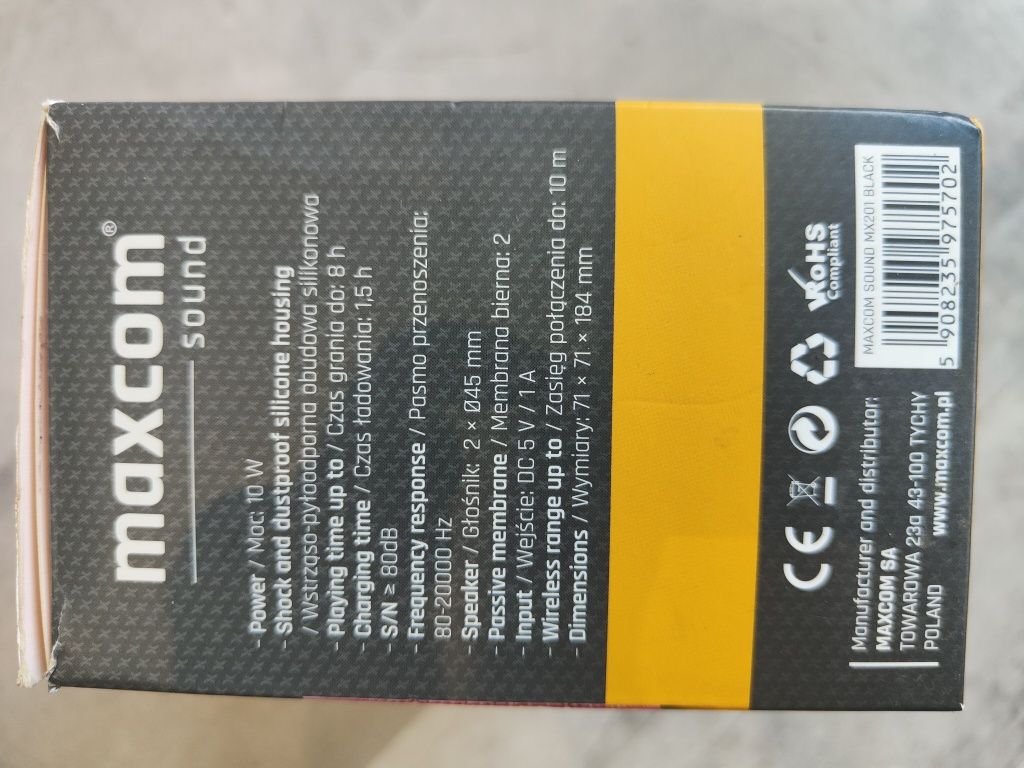 maxcom®
sound
- Power / Moc: 10 W
- Shock and dustproof silicone housing
/ Wstrząso-pyłoodporna obudowa silikonowa
- Playing time up to / Czas grania do: 8 h
- Charging time / Czas ładowania: 1,5 h
- S/N ≥ 80dB
- Frequency response / Pasmo przenoszenia:
80-20000 Hz
- Speaker / Głośnik: 2 × Ø45 mm
- Passive membrane / Membrana bierna: 2
- Input / Wejście: DC 5 V / 1 A
- Wireless range up to / Zasięg połączenia do: 10 m
- Dimensions / Wymiary: 71 × 71 × 184 mm
CE
RoHS
Compliant
Manufacturer and distributor:
MAXCOM SA
TOWAROWA 23a 43-100 TYCHY
POLAND
www.maxcom.pl
MAXCOM SOUND MX201 BLACK
5 908235 975702